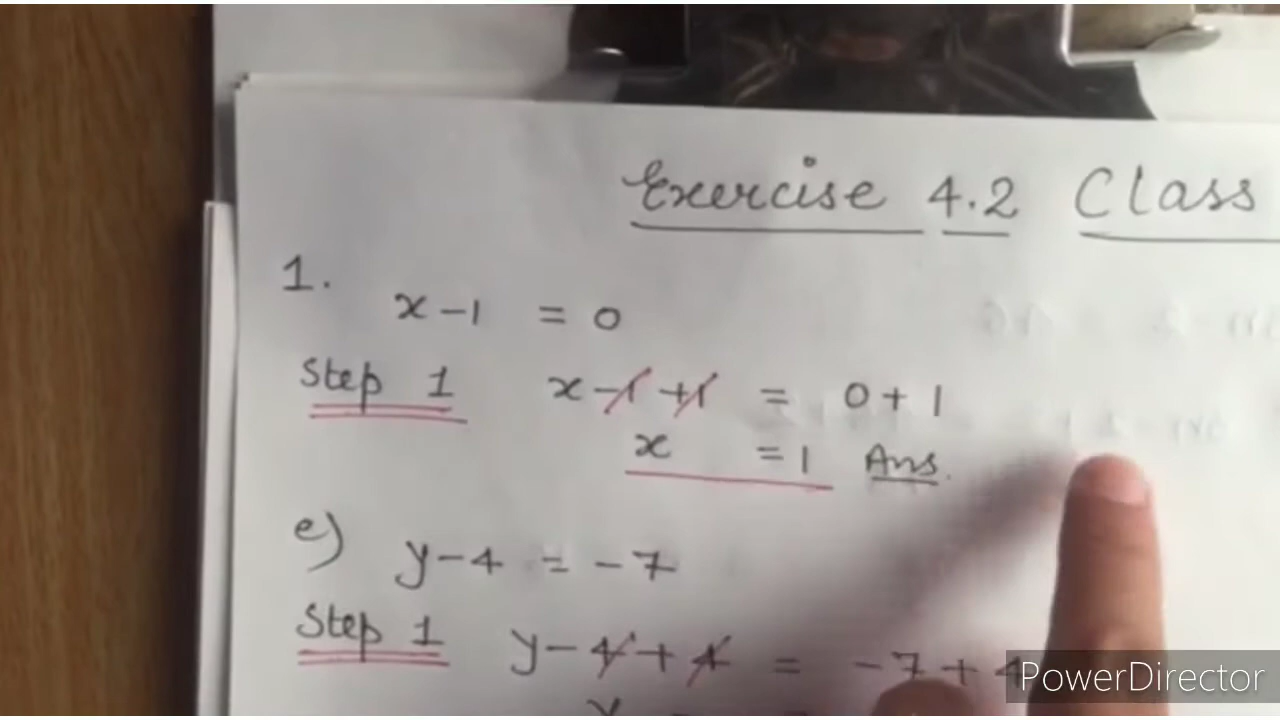 Exercise 4.2 Class
1.
x - 1 = 0
Step 1 x - 1 + 1 = 0 + 1
x = 1 Ans.
e) y - 4 = -7
Step 1 y - 4 + 4 = -7 + 4
y
PowerDirector